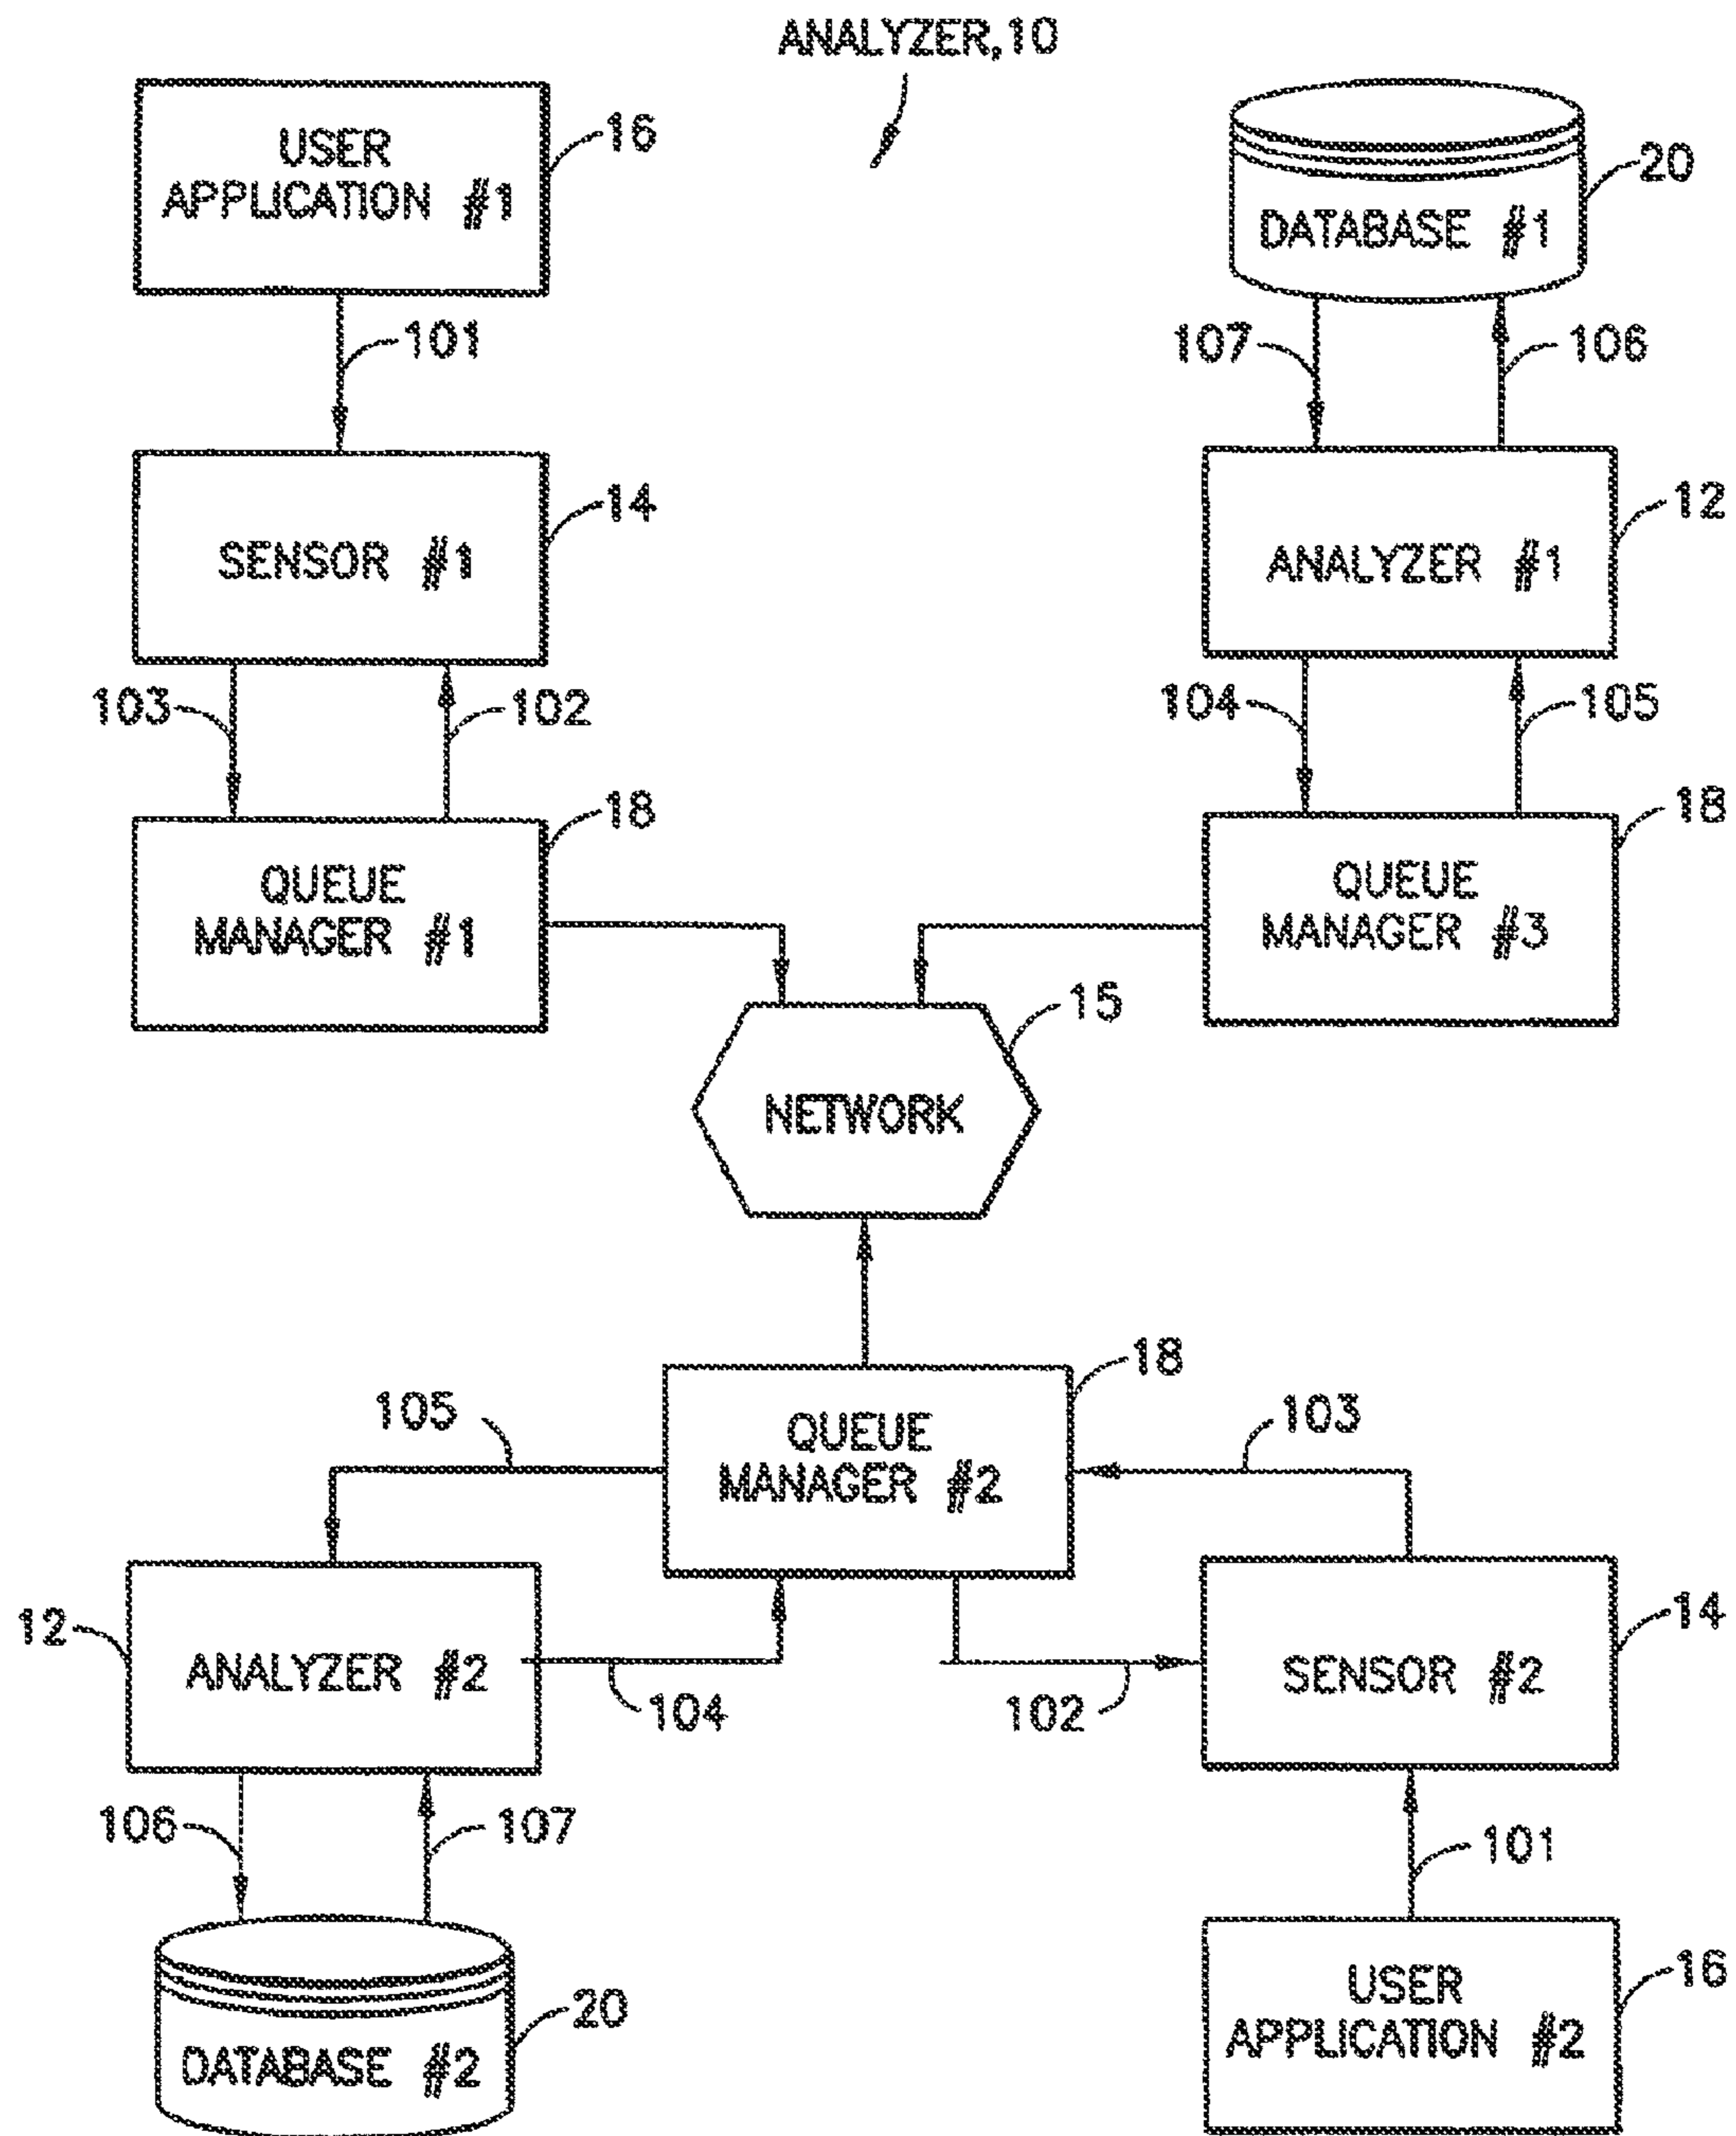 ANALYZER,10
USER
APPLICATION #1
16
DATABASE #1
20
101
107
106
SENSOR #1
14
ANALYZER #1
12
103
102
104
105
QUEUE
MANAGER #1
18
QUEUE
MANAGER #3
18
15
NETWORK
QUEUE
MANAGER #2
18
105
103
12
ANALYZER #2
104
102
SENSOR #2
14
106
107
101
DATABASE #2
20
USER
APPLICATION #2
16